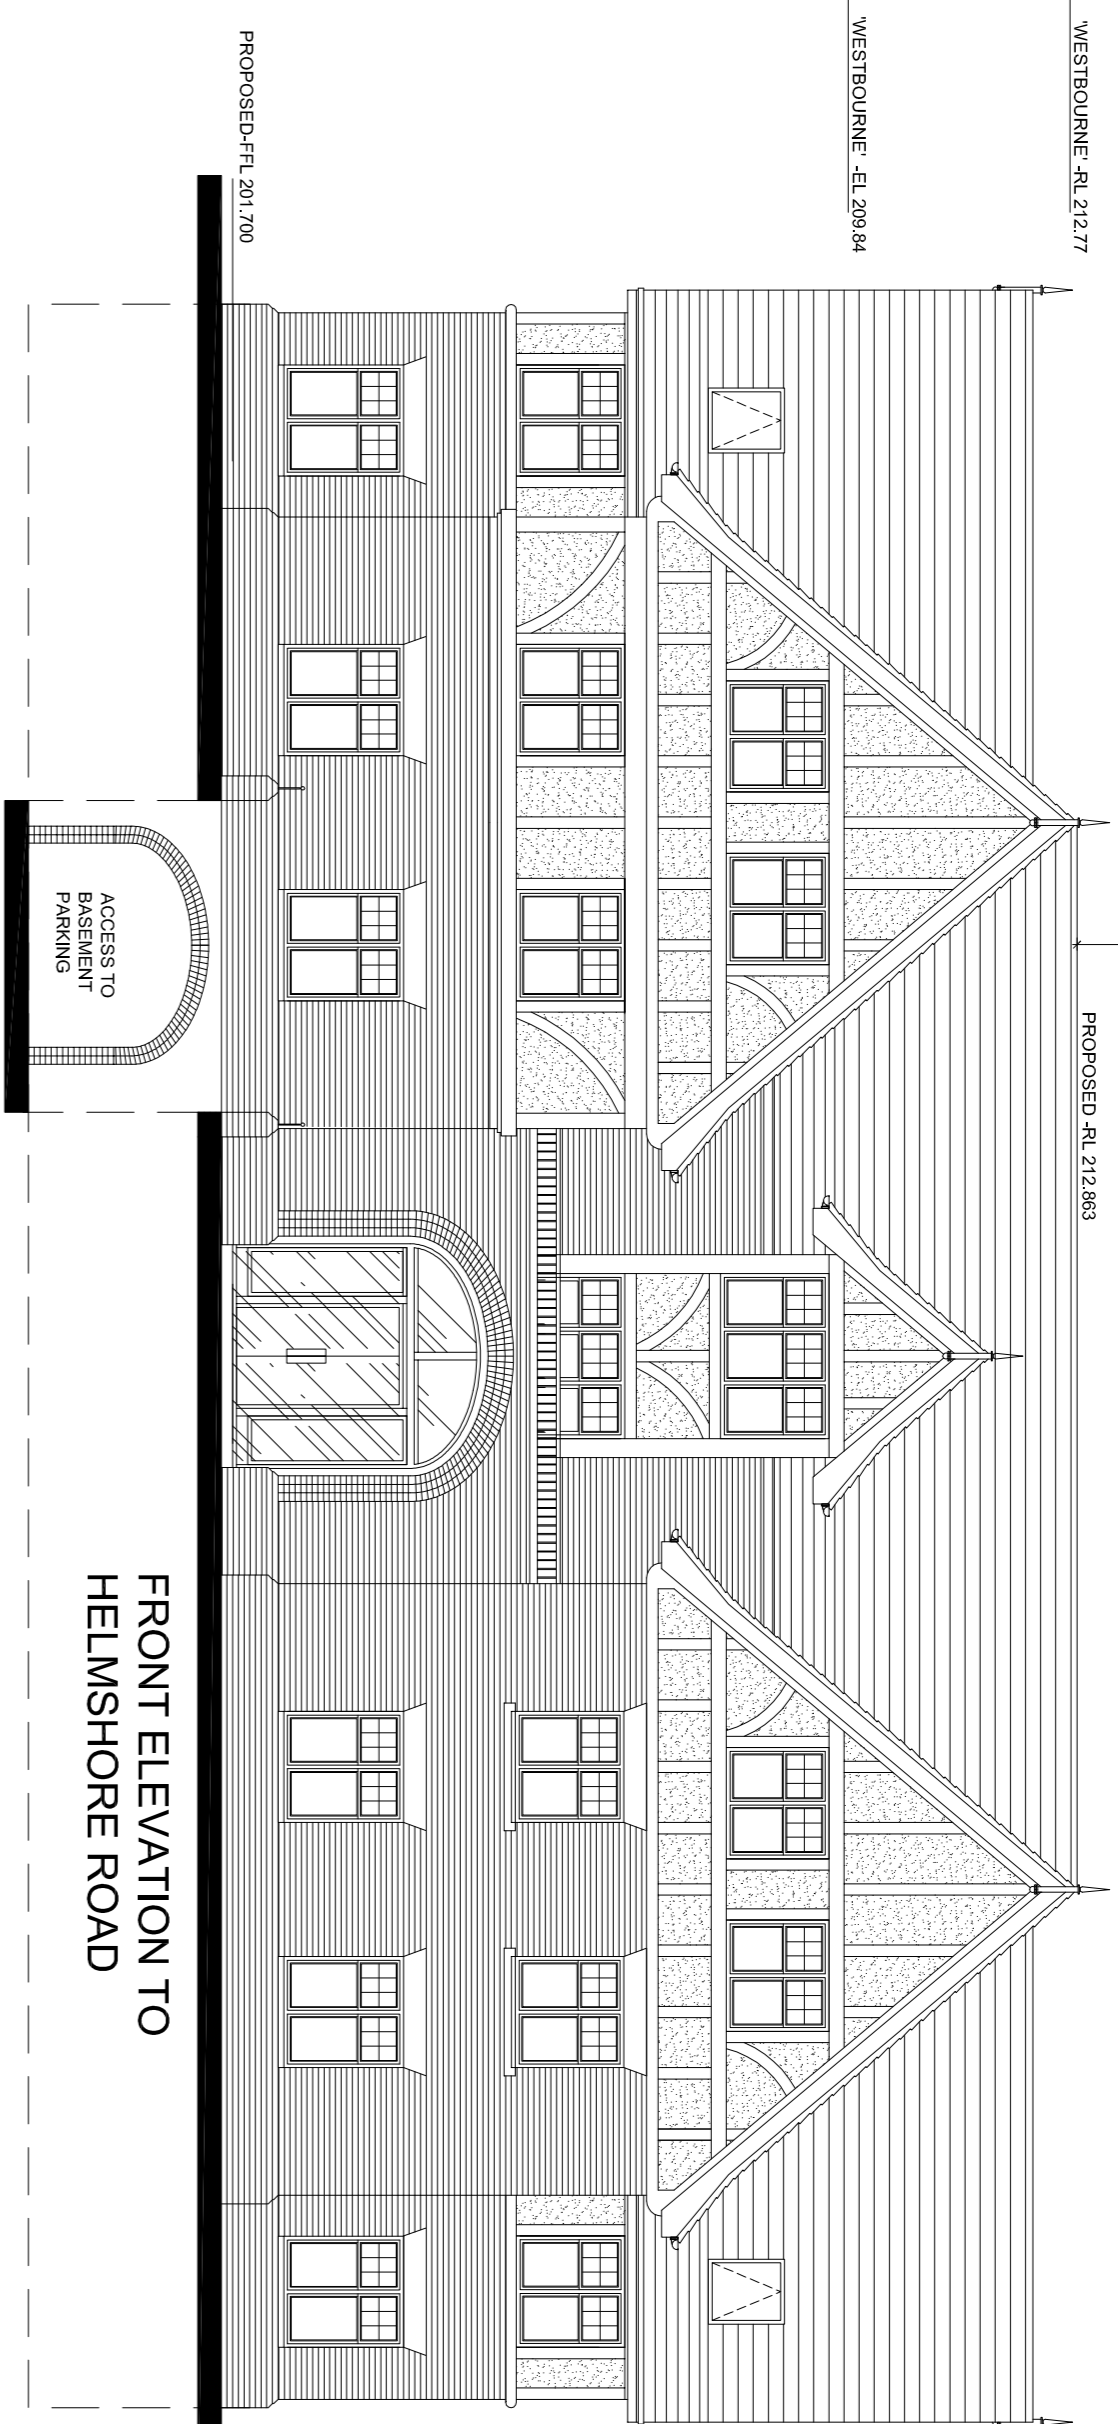 'WESTBOURNE' -RL 212.77
PROPOSED -RL 212.863
'WESTBOURNE' -EL 209.84
PROPOSED-FFL 201.700
ACCESS TO
BASEMENT
PARKING
FRONT ELEVATION TO
HELMSHORE ROAD